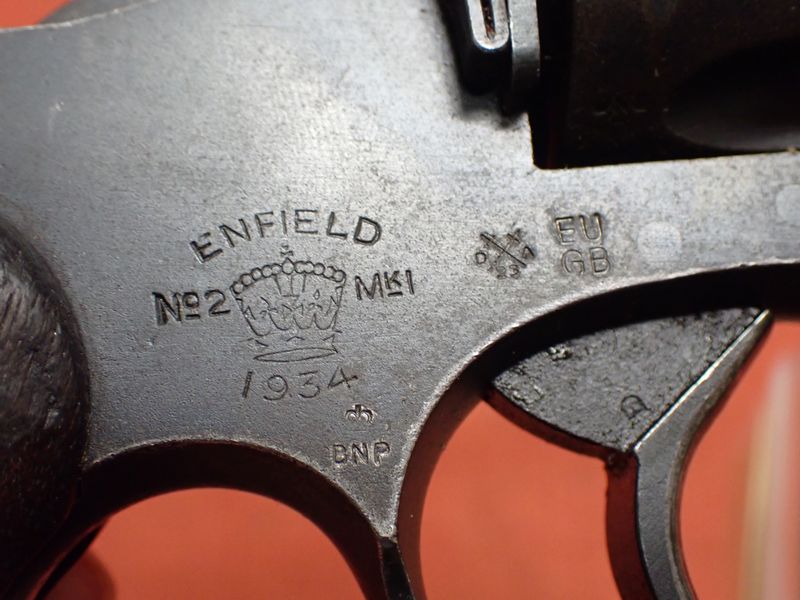 ENFIELD
No2 MkI
1934
BNP
EU
GB